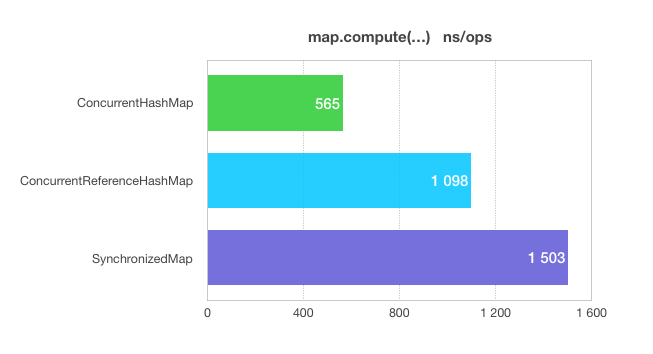 map.compute(...)   ns/ops
ConcurrentHashMap
565
ConcurrentReferenceHashMap
1 098
SynchronizedMap
1 503
0 400 800 1 200 1 600